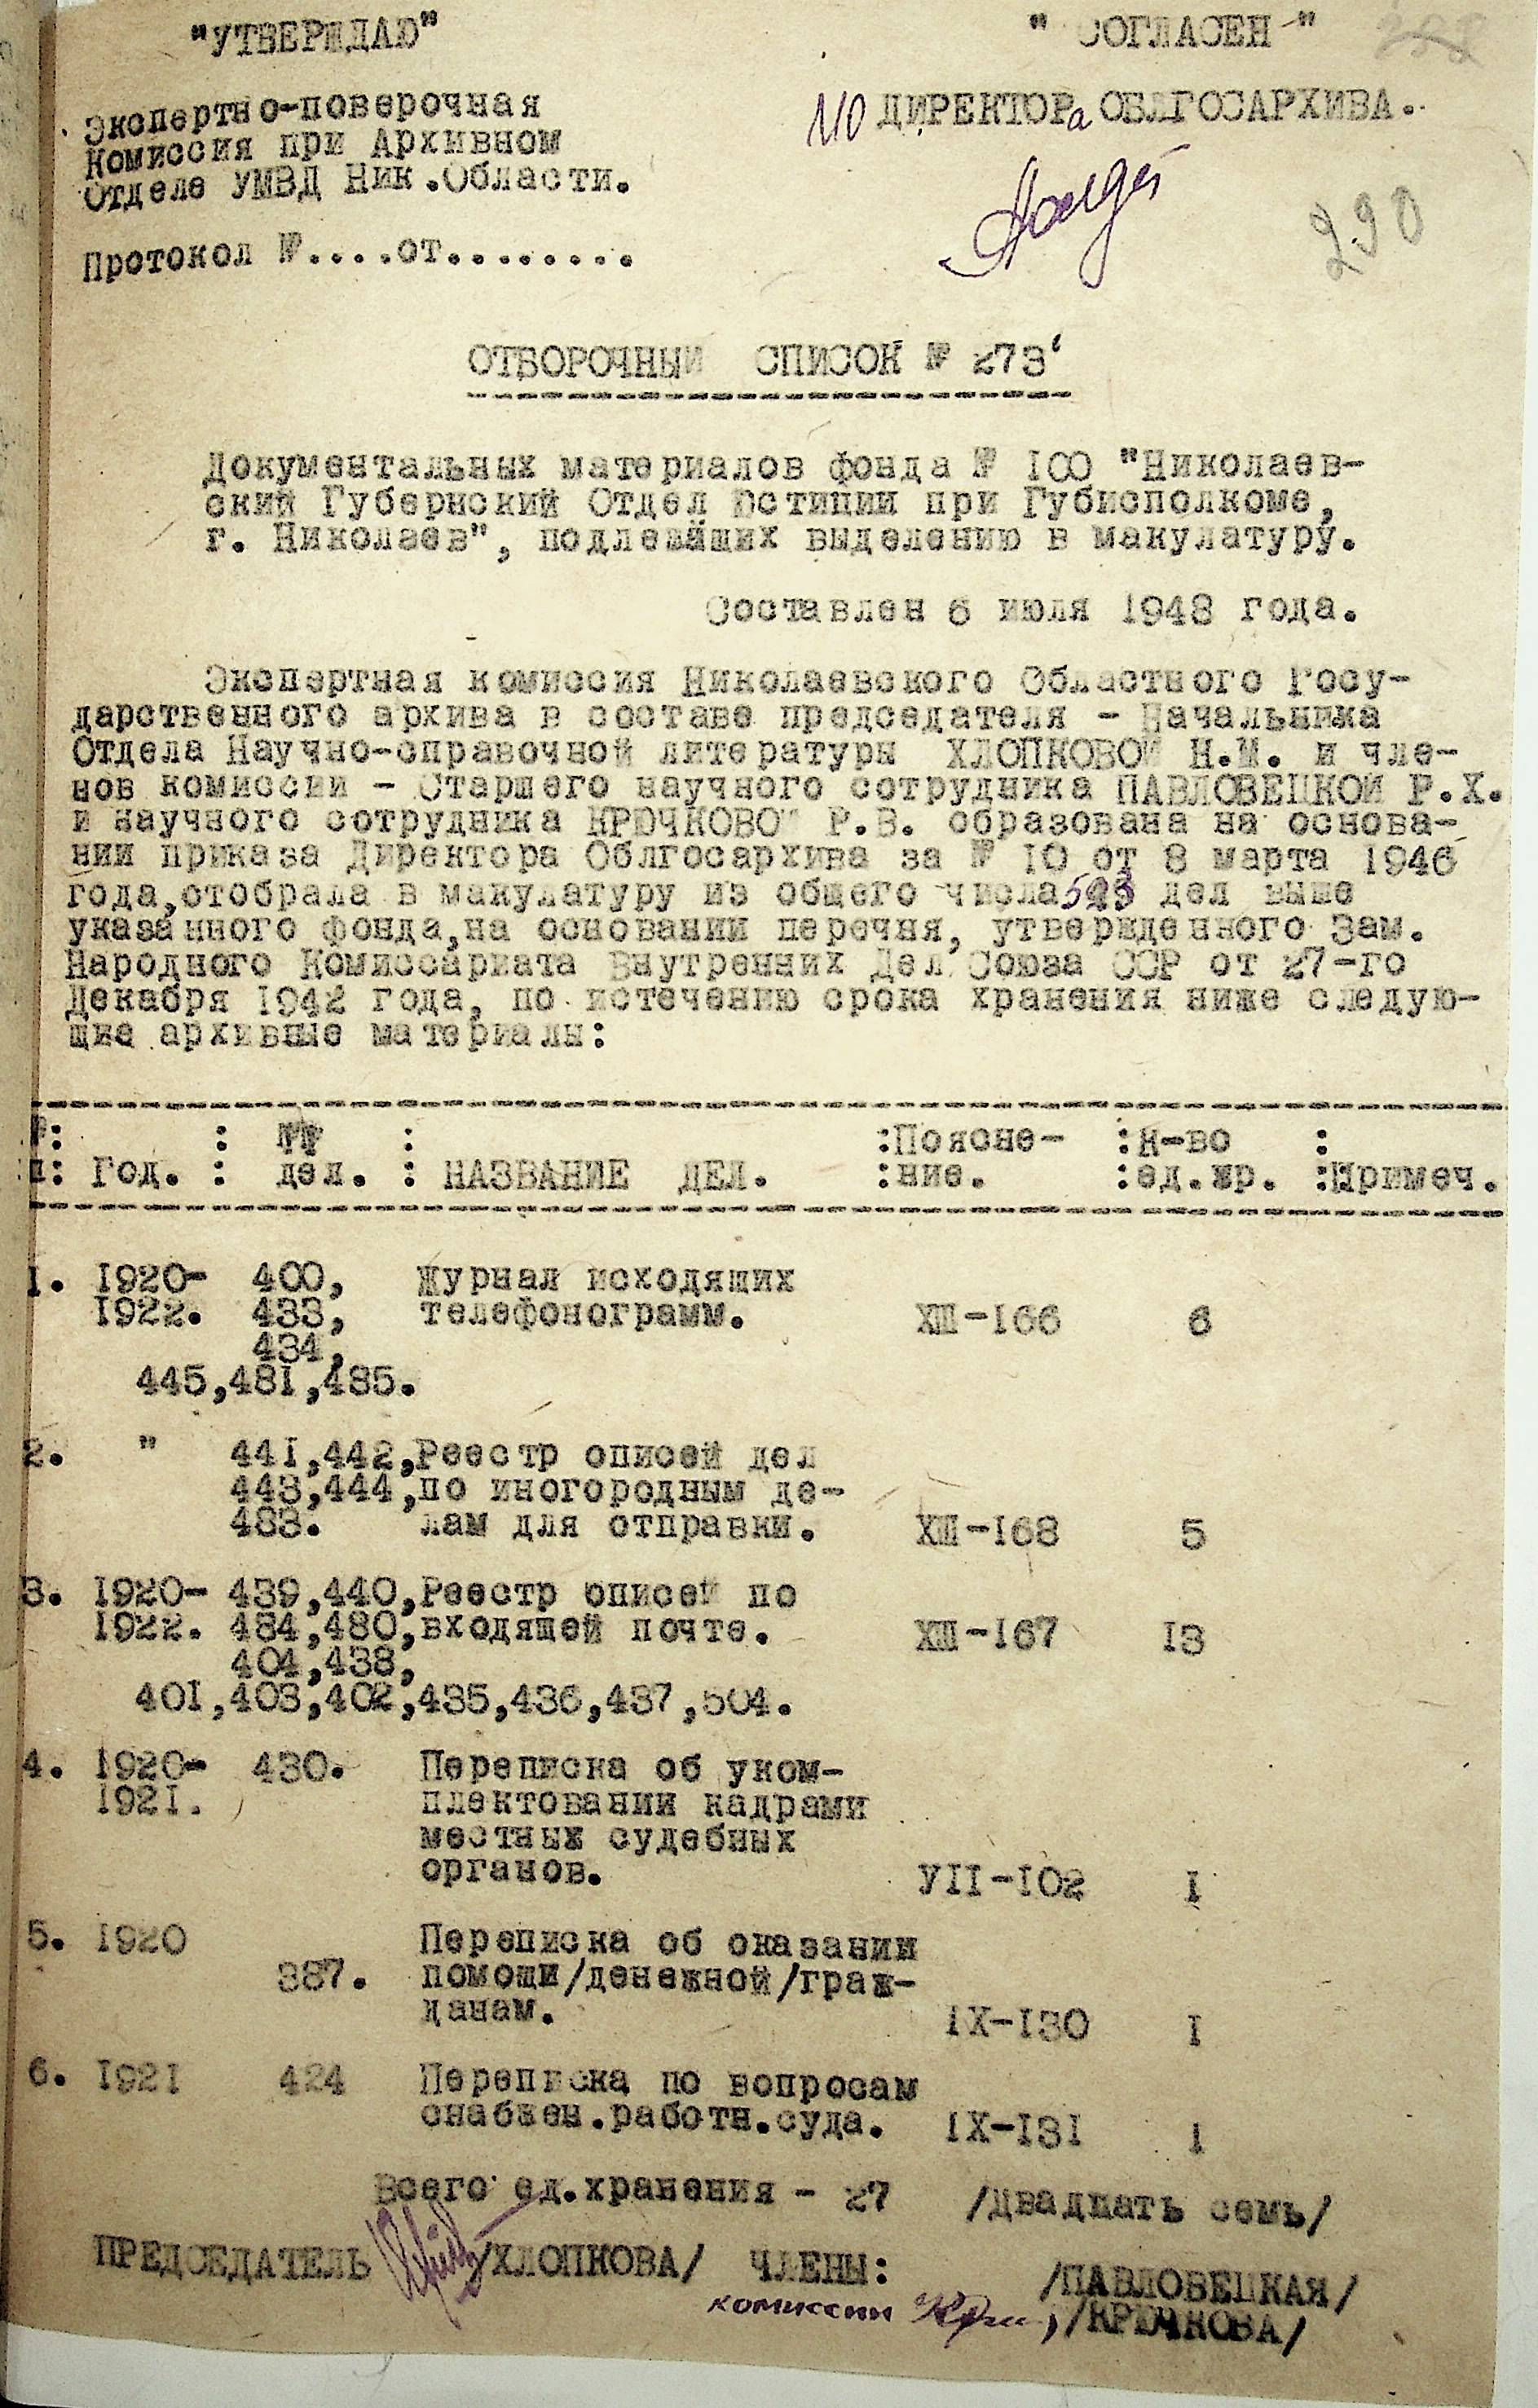 "УТВЕРЖДАЮ"
" СОГЛАСЕН "
Экспертно-поверочная
Комиссия при Архивном
Отделе УМВД Ник.Области.
ИО ДИРЕКТОРа ОБЛГОСАРХИВА.
290
Протокол №....от........
ОТБОРОЧНЫЙ СПИСОК № 273
Документальных материалов фонда № 100 "Николаев-
ский Губернский Отдел Юстиции при Губисполкоме,
г. Николаев", подлежащих выделению в макулатуру.
Составлен 6 июля 1948 года.
Экспертная комиссия Николаевского Областного Госу-
дарственного архива в составе председателя - Начальника
Отдела Научно-справочной литературы ХЛОПКОВОЙ Н.М. и чле-
нов комиссии - Старшего научного сотрудника ПАВЛОВЕЦКОЙ Р.Х.
и научного сотрудника КРЮЧКОВОЙ Р.В. образована на основа-
нии приказа Директора Облгосархива за № 10 от 8 марта 1946
года,отобрала в макулатуру из общего числа 523 дел выше
указанного фонда,на основании перечня, утвержденного Зам.
Народного Комиссариата Внутренних Дел Союза ССР от 27-го
Декабря 1942 года, по истечению срока хранения ниже следую-
щие архивные материалы:
№: : №№ : :Поясне- :К-во :
п: Год. : дел. : НАЗВАНИЕ ДЕЛ. :ние. :ед.хр. :Примеч.
1. 1920- 400, Журнал исходящих
1922. 433, телефонограмм. XIII-166 6
434,
445,481,485.
2. " 441,442,Реестр описей дел
443,444,по иногородным де-
483. лам для отправки. XIII-168 5
3. 1920- 439,440,Реестр описей по
1922. 484,480,входящей почте. XIII-167 13
404,438,
401,403,402,435,436,437,504.
4. 1920- 430. Переписка об уком-
1921. плектовании кадрами
местных судебных
органов. УII-102 1
5. 1920 Переписка об оказании
387. помощи/денежной/граж-
данам. IX-130 1
6. 1921 424 Переписка по вопросам
снабжен.работн.суда. IX-131 1
Всего ед.хранения - 27 /двадцать семь/
ПРЕДСЕДАТЕЛЬ /ХЛОПКОВА/ ЧЛЕНЫ: /ПАВЛОВЕЦКАЯ/
комиссии /КРЮЧКОВА/